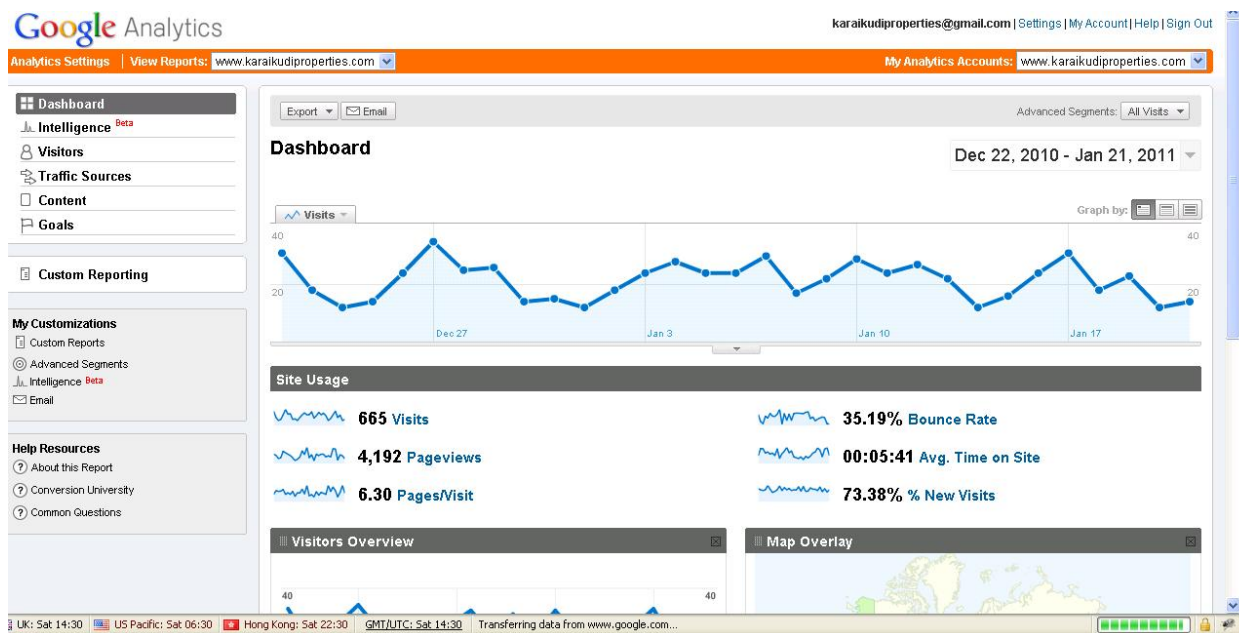 Google Analytics
karaikudiproperties@gmail.com | Settings | My Account | Help | Sign Out
Analytics Settings | View Reports: www.karaikudiproperties.com My Analytics Accounts: www.karaikudiproperties.com
Dashboard
Intelligence Beta
Visitors
Traffic Sources
Content
Goals
Custom Reporting
My Customizations
Custom Reports
Advanced Segments
Intelligence Beta
Email
Help Resources
? About this Report
? Conversion University
? Common Questions
Export Email Advanced Segments: All Visits
Dashboard
Dec 22, 2010 - Jan 21, 2011
Visits Graph by:
40 40
20 20
Dec 27 Jan 3 Jan 10 Jan 17
Site Usage
665 Visits 35.19% Bounce Rate
4,192 Pageviews 00:05:41 Avg. Time on Site
6.30 Pages/Visit 73.38% % New Visits
Visitors Overview Map Overlay
40 40
UK: Sat 14:30 US Pacific: Sat 06:30 Hong Kong: Sat 22:30 GMT/UTC: Sat 14:30 Transferring data from www.google.com...